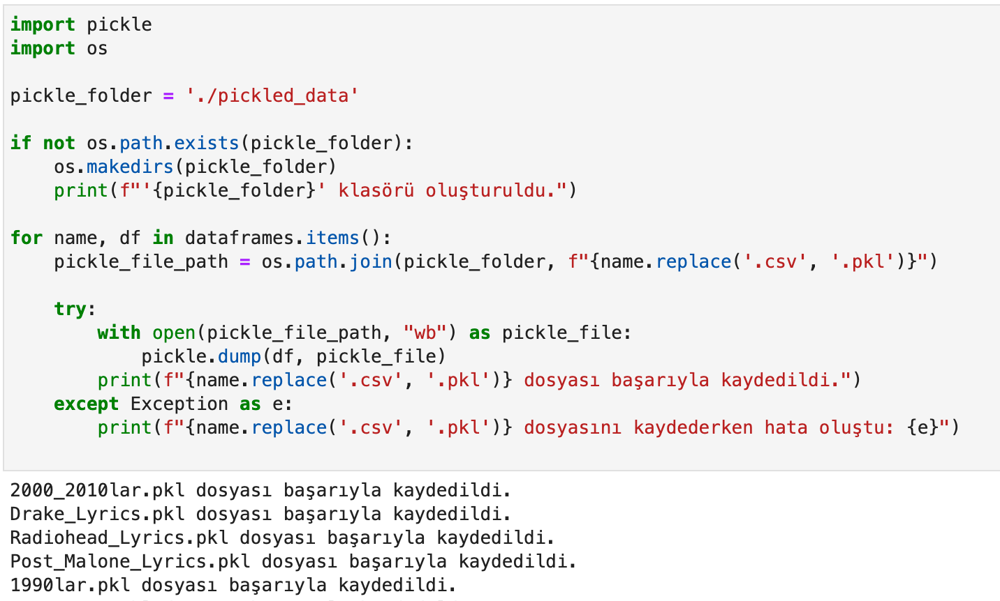 import pickle
import os
pickle_folder = './pickled_data'
if not os.path.exists(pickle_folder):
    os.makedirs(pickle_folder)
    print(f"'{pickle_folder}' klasörü oluşturuldu.")
for name, df in dataframes.items():
    pickle_file_path = os.path.join(pickle_folder, f"{name.replace('.csv', '.pkl')}")
    try:
        with open(pickle_file_path, "wb") as pickle_file:
            pickle.dump(df, pickle_file)
        print(f"{name.replace('.csv', '.pkl')} dosyası başarıyla kaydedildi.")
    except Exception as e:
        print(f"{name.replace('.csv', '.pkl')} dosyasını kaydederken hata oluştu: {e}")
2000_2010lar.pkl dosyası başarıyla kaydedildi.
Drake_Lyrics.pkl dosyası başarıyla kaydedildi.
Radiohead_Lyrics.pkl dosyası başarıyla kaydedildi.
Post_Malone_Lyrics.pkl dosyası başarıyla kaydedildi.
1990lar.pkl dosyası başarıyla kaydedildi.